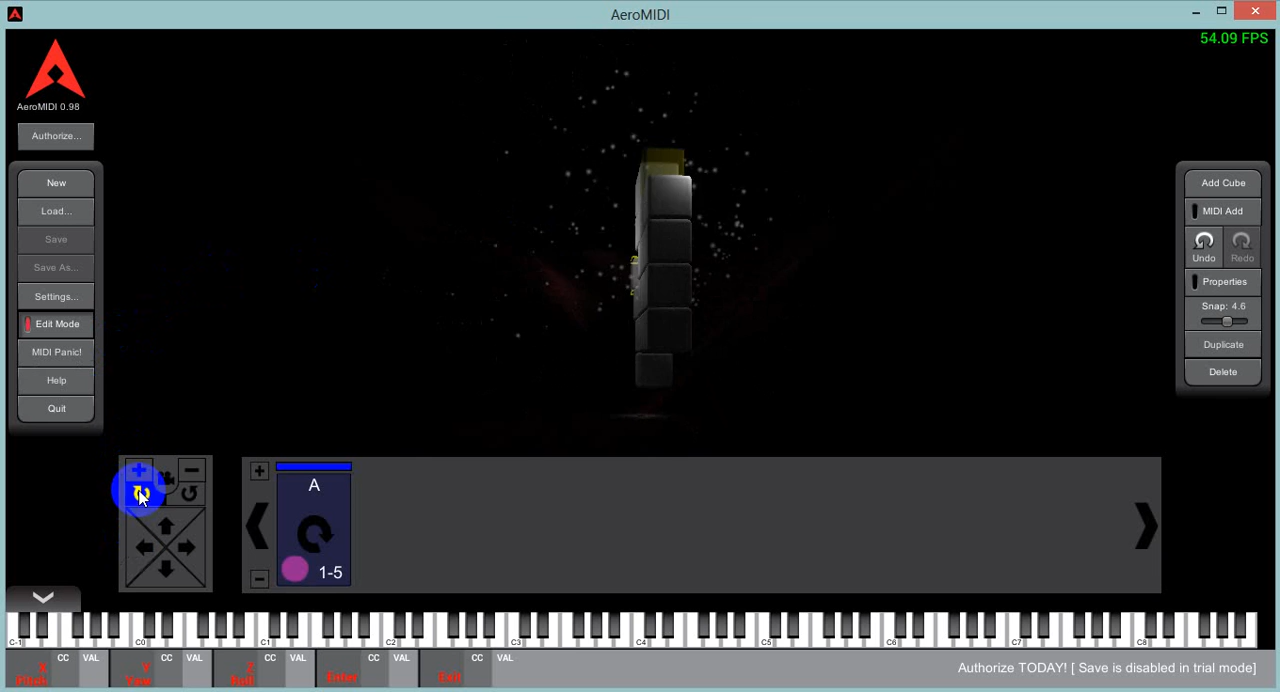 AeroMIDI
54.09 FPS
AeroMIDI 0.98
Authorize...
New
Load...
Save
Save As...
Settings...
Edit Mode
MIDI Panic!
Help
Quit
Add Cube
MIDI Add
Undo Redo
Properties
Snap: 4.6
Duplicate
Delete
A
1-5
C-1 C0 C1 C2 C3 C4 C5 C6 C7 C8
X CC VAL Y CC VAL Z CC VAL CC VAL CC VAL
Pitch Yaw Roll Enter Exit
Authorize TODAY! [ Save is disabled in trial mode]